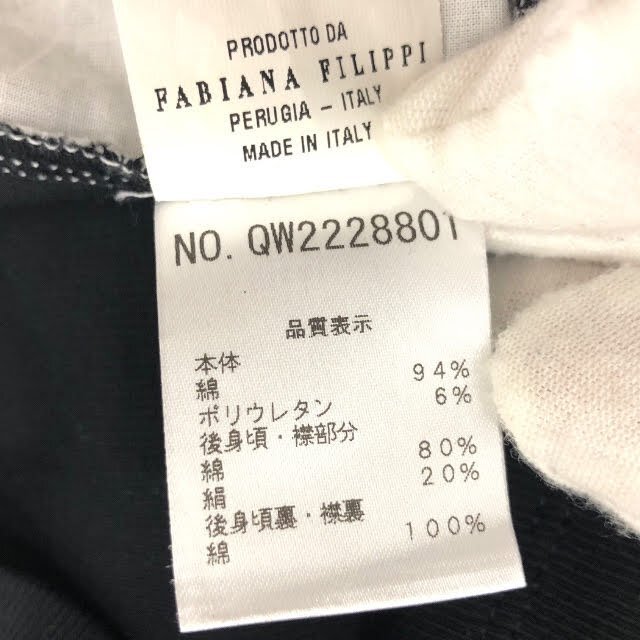 PRODOTTO DA
FABIANA FILIPPI
PERUGIA - ITALY
MADE IN ITALY
NO. QW2228801
品質表示
本体
綿 94%
ポリウレタン 6%
後身頃・襟部分
綿 80%
絹 20%
後身頃裏・襟裏
綿 100%